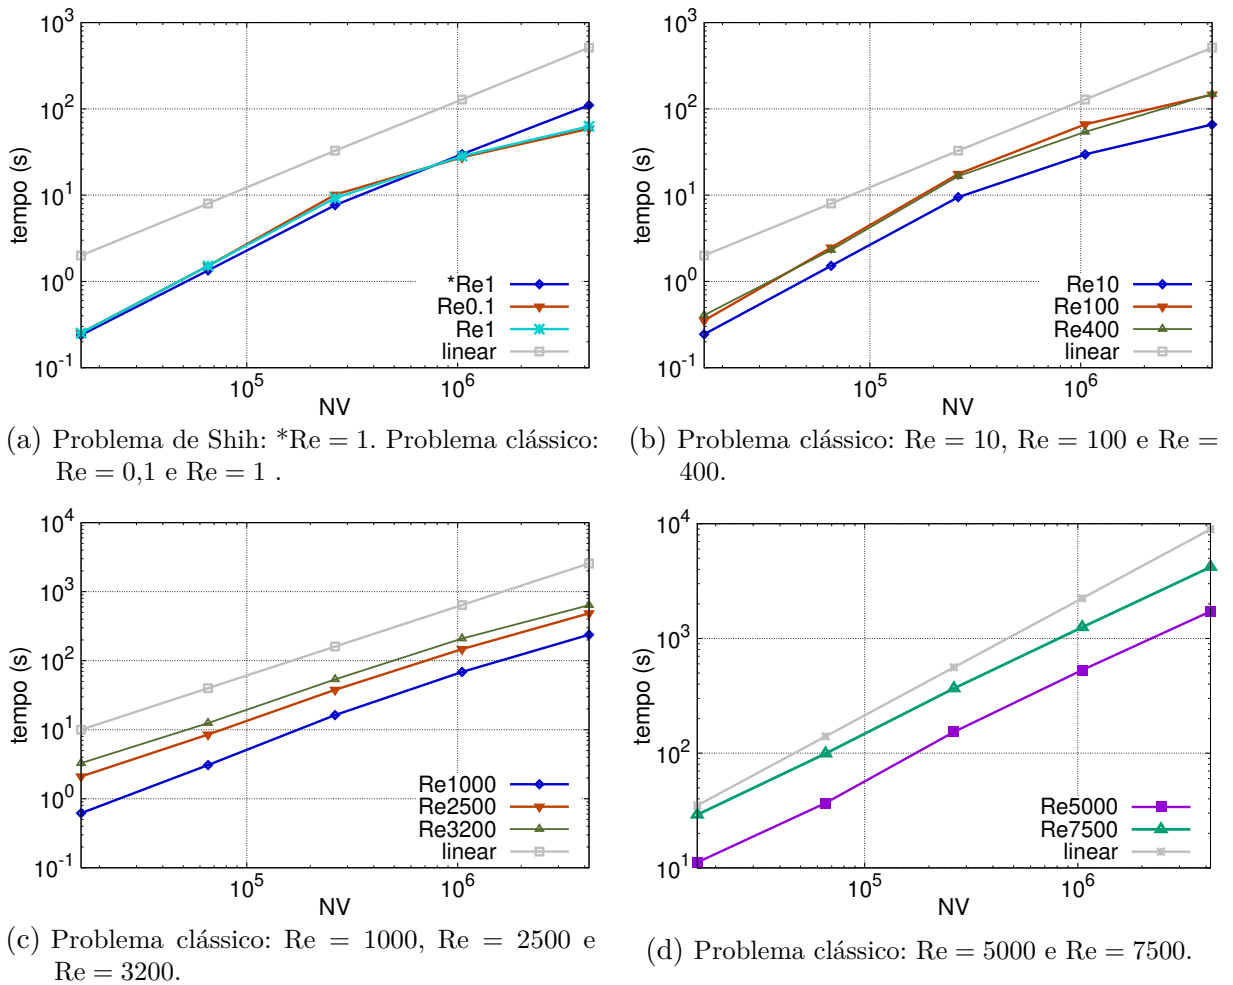 10^3
10^2
10^1
10^0
10^-1
tempo (s)
*Re1
Re0.1
Re1
linear
10^5
10^6
NV
(a) Problema de Shih: *Re = 1. Problema clássico:
Re = 0,1 e Re = 1 .
10^3
10^2
10^1
10^0
10^-1
tempo (s)
Re10
Re100
Re400
linear
10^5
10^6
NV
(b) Problema clássico: Re = 10, Re = 100 e Re =
400.
10^4
10^3
10^2
10^1
10^0
10^-1
tempo (s)
Re1000
Re2500
Re3200
linear
10^5
10^6
NV
(c) Problema clássico: Re = 1000, Re = 2500 e
Re = 3200.
10^4
10^3
10^2
10^1
tempo (s)
Re5000
Re7500
linear
10^5
10^6
NV
(d) Problema clássico: Re = 5000 e Re = 7500.